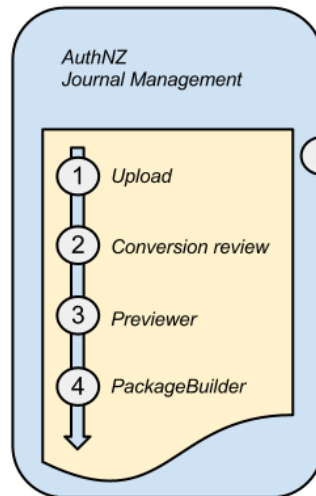 AuthNZ
Journal Management
1 Upload
2 Conversion review
3 Previewer
4 PackageBuilder